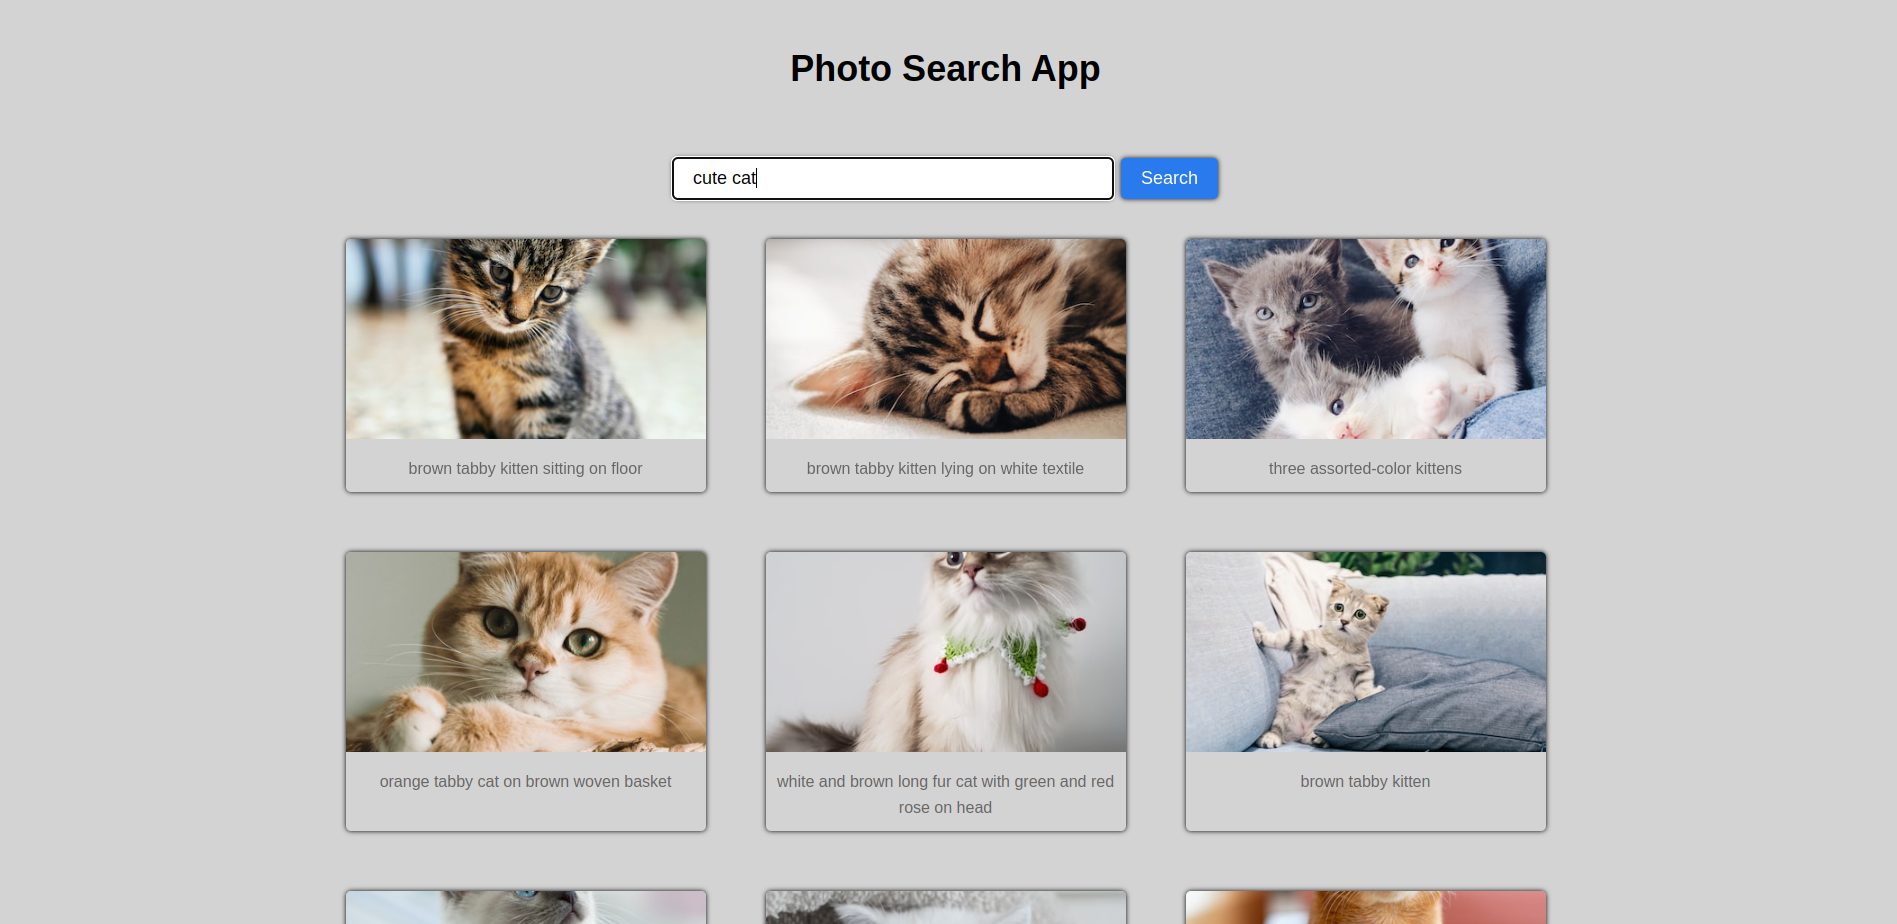 Photo Search App
cute cat
Search
brown tabby kitten sitting on floor
brown tabby kitten lying on white textile
three assorted-color kittens
orange tabby cat on brown woven basket
white and brown long fur cat with green and red
rose on head
brown tabby kitten